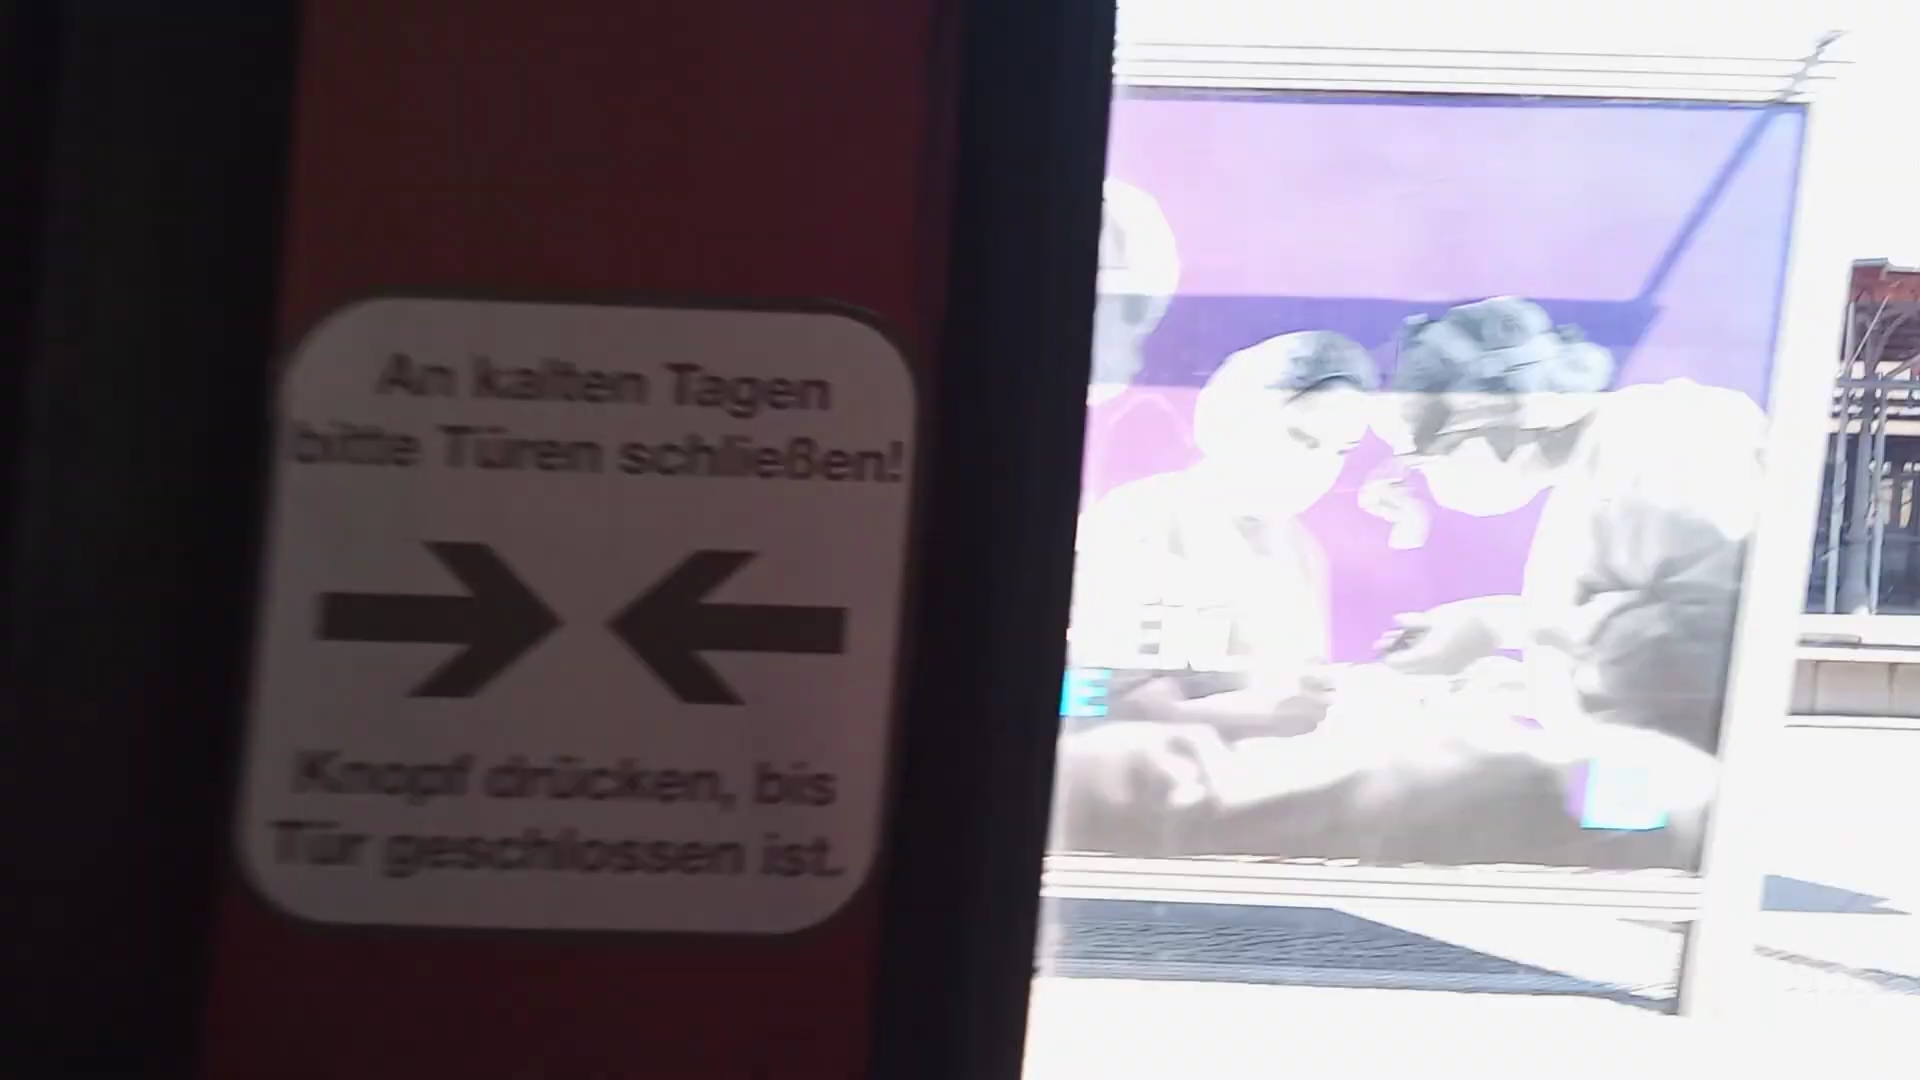 An kalten Tagen
bitte Türen schließen!
Knopf drücken, bis
Tür geschlossen ist.
E